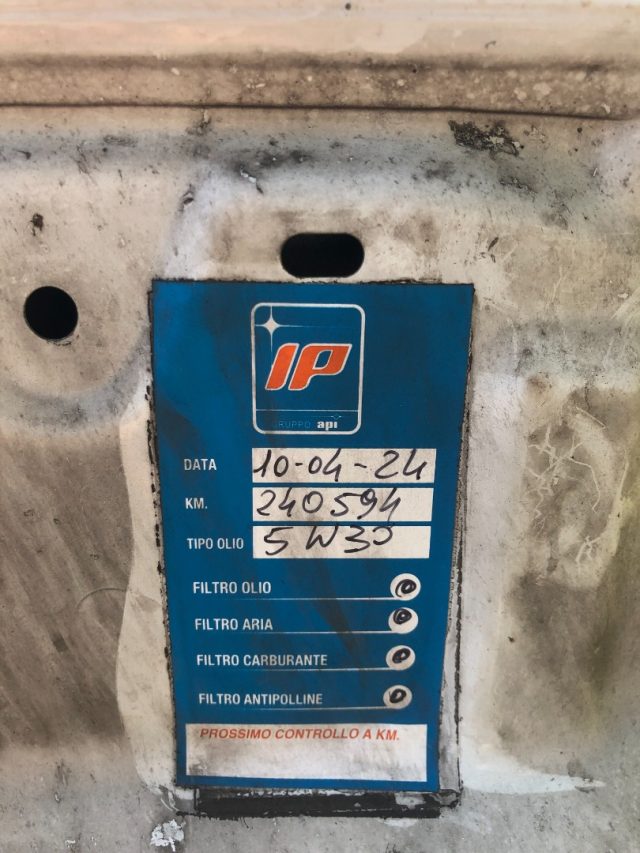 IP
GRUPPO api
DATA 10-04-24
KM. 240594
TIPO OLIO 5W30
FILTRO OLIO
FILTRO ARIA
FILTRO CARBURANTE
FILTRO ANTIPOLLINE
PROSSIMO CONTROLLO A KM.